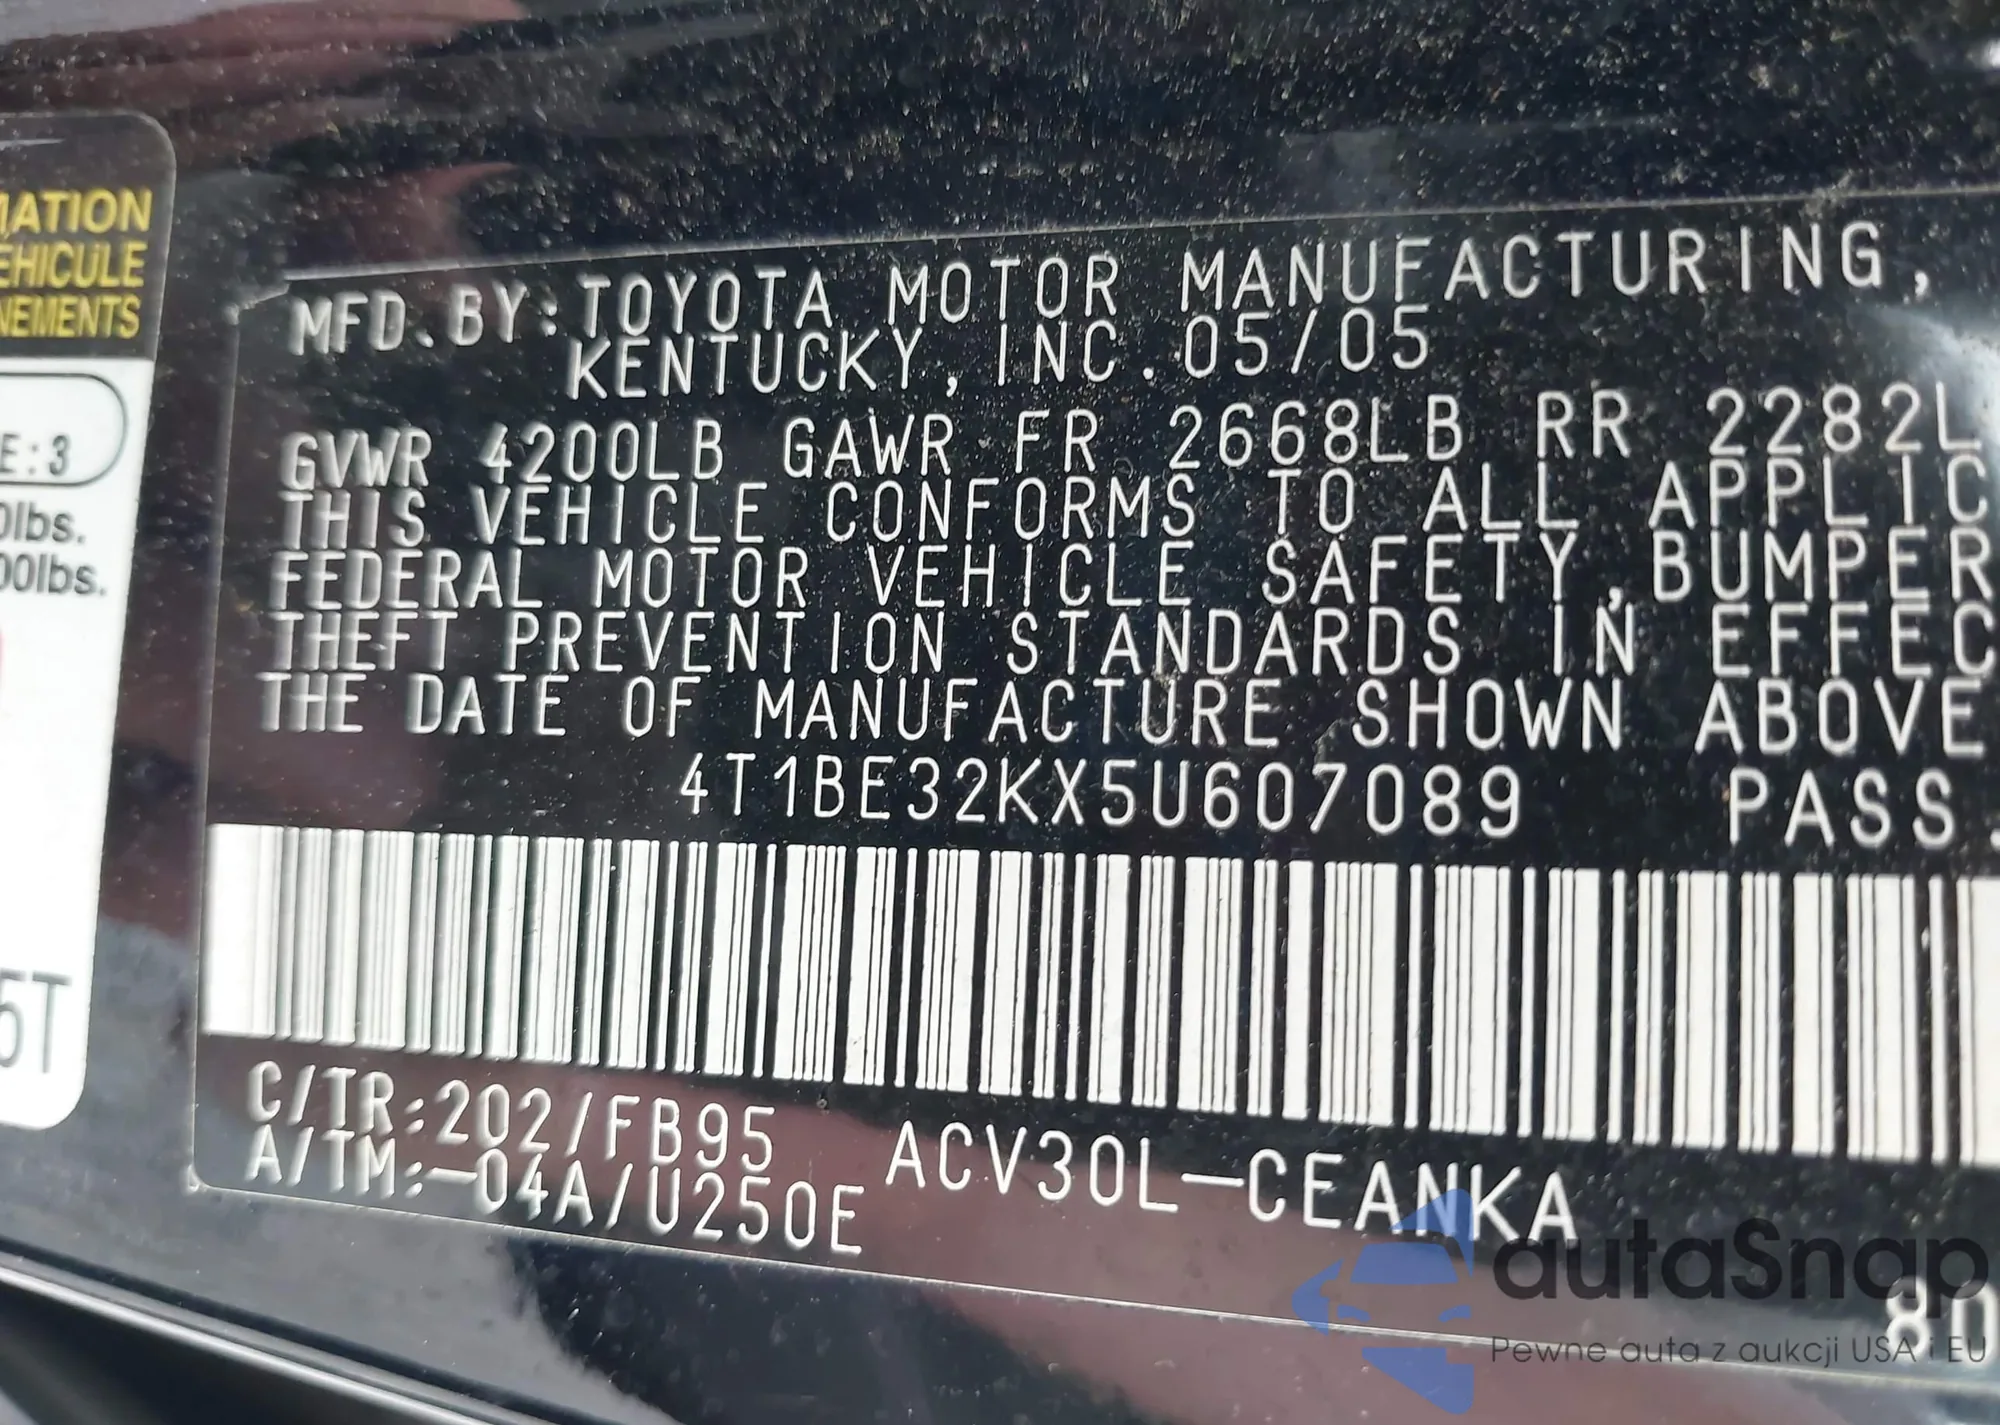 MATION
ÉHICULE
NEMENTS
E:3
0lbs.
00lbs.
5T
MFD.BY:TOYOTA MOTOR MANUFACTURING,
KENTUCKY, INC.05/05
GVWR 4200LB GAWR FR 2668LB RR 2282L
THIS VEHICLE CONFORMS TO ALL APPLIC
FEDERAL MOTOR VEHICLE SAFETY,BUMPER
THEFT PREVENTION STANDARDS IN EFFEC
THE DATE OF MANUFACTURE SHOWN ABOVE
4T1BE32KX5U607089 PASS.
C/TR:202/FB95 ACV30L-CEANKA
A/TM:-04A/U250E
80
autaSnap
Pewne auta z aukcji USA i EU